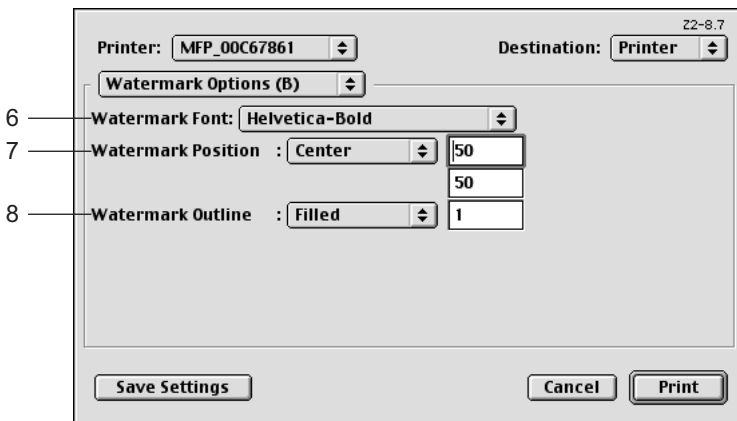 Z2-8.7
Printer: MFP_00C67861 Destination: Printer
Watermark Options (B)
6 Watermark Font: Helvetica-Bold
7 Watermark Position : Center 50
50
8 Watermark Outline : Filled 1
Save Settings Cancel Print